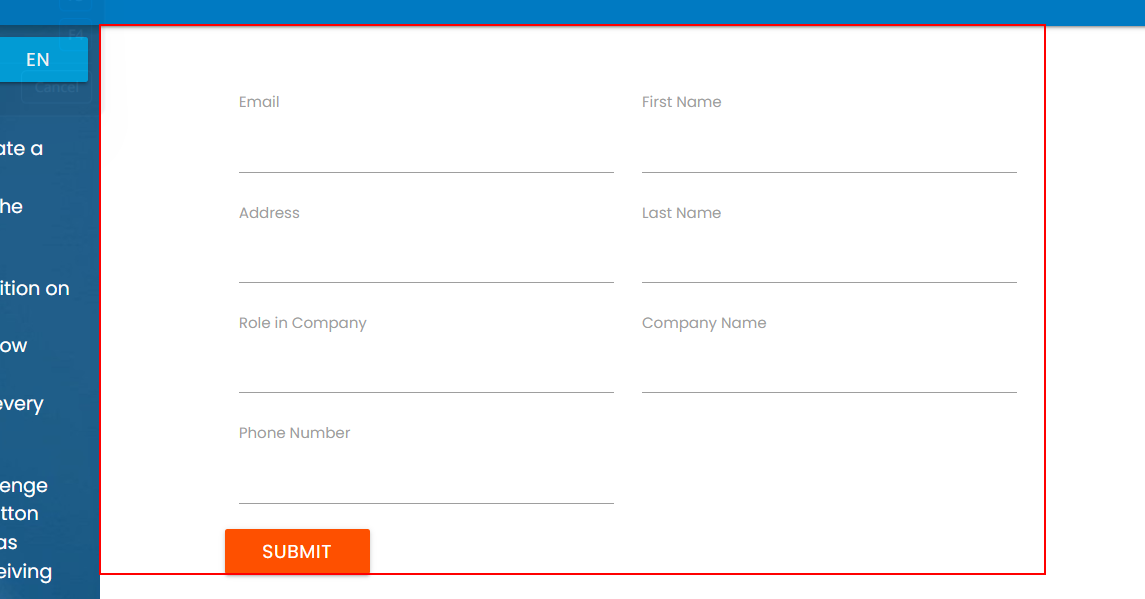 EN
Cancel
ate a
he
ition on
ow
every
enge
tton
as
eiving
Email
First Name
Address
Last Name
Role in Company
Company Name
Phone Number
SUBMIT